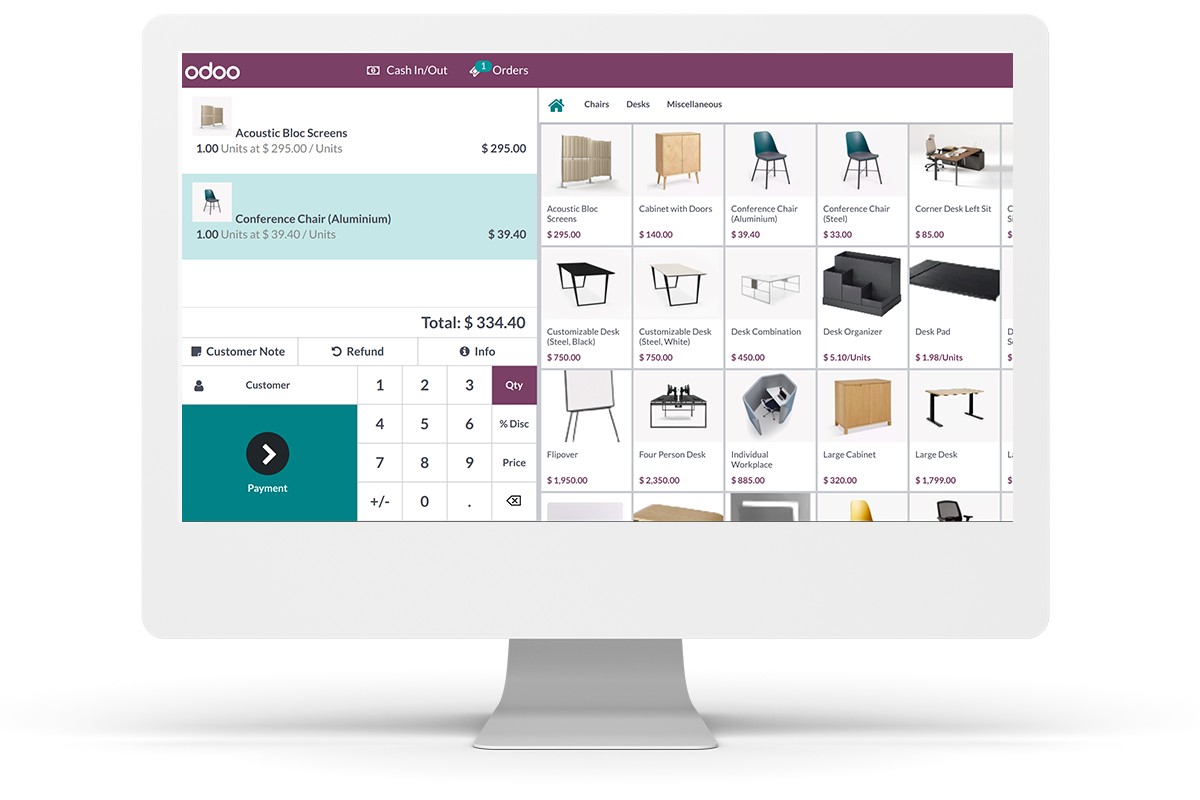 odoo
Cash In/Out
1
Orders
Acoustic Bloc Screens
1.00 Units at $ 295.00 / Units
$ 295.00
Conference Chair (Aluminium)
1.00 Units at $ 39.40 / Units
$ 39.40
Total: $ 334.40
Customer Note
Refund
Info
Customer
1 2 3 Qty
4 5 6 % Disc
7 8 9 Price
+/- 0 .
Payment
Chairs Desks Miscellaneous
Acoustic Bloc
Screens
$ 295.00
Cabinet with Doors
$ 140.00
Conference Chair
(Aluminium)
$ 39.40
Conference Chair
(Steel)
$ 33.00
Corner Desk Left Sit
$ 85.00
Customizable Desk
(Steel, Black)
$ 750.00
Customizable Desk
(Steel, White)
$ 750.00
Desk Combination
$ 450.00
Desk Organizer
$ 5.10/Units
Desk Pad
$ 1.98/Units
Flipover
$ 1,950.00
Four Person Desk
$ 2,350.00
Individual
Workplace
$ 885.00
Large Cabinet
$ 320.00
Large Desk
$ 1,799.00